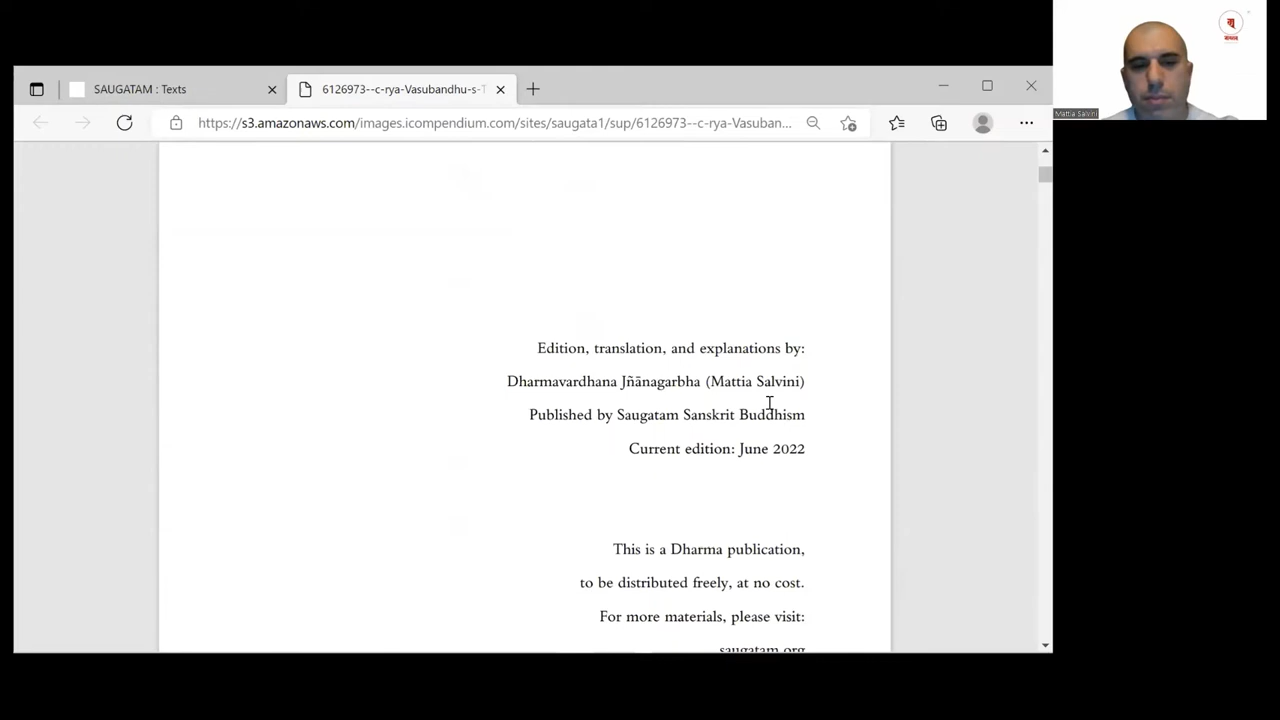 SAUGATAM : Texts
6126973--c-rya-Vasubandhu-s-T
https://s3.amazonaws.com/images.icompendium.com/sites/saugata1/sup/6126973--c-rya-Vasuban...
Mattia Salvini
Edition, translation, and explanations by:
Dharmavardhana Jñānagarbha (Mattia Salvini)
Published by Saugatam Sanskrit Buddhism
Current edition: June 2022
This is a Dharma publication,
to be distributed freely, at no cost.
For more materials, please visit:
saugatam.org